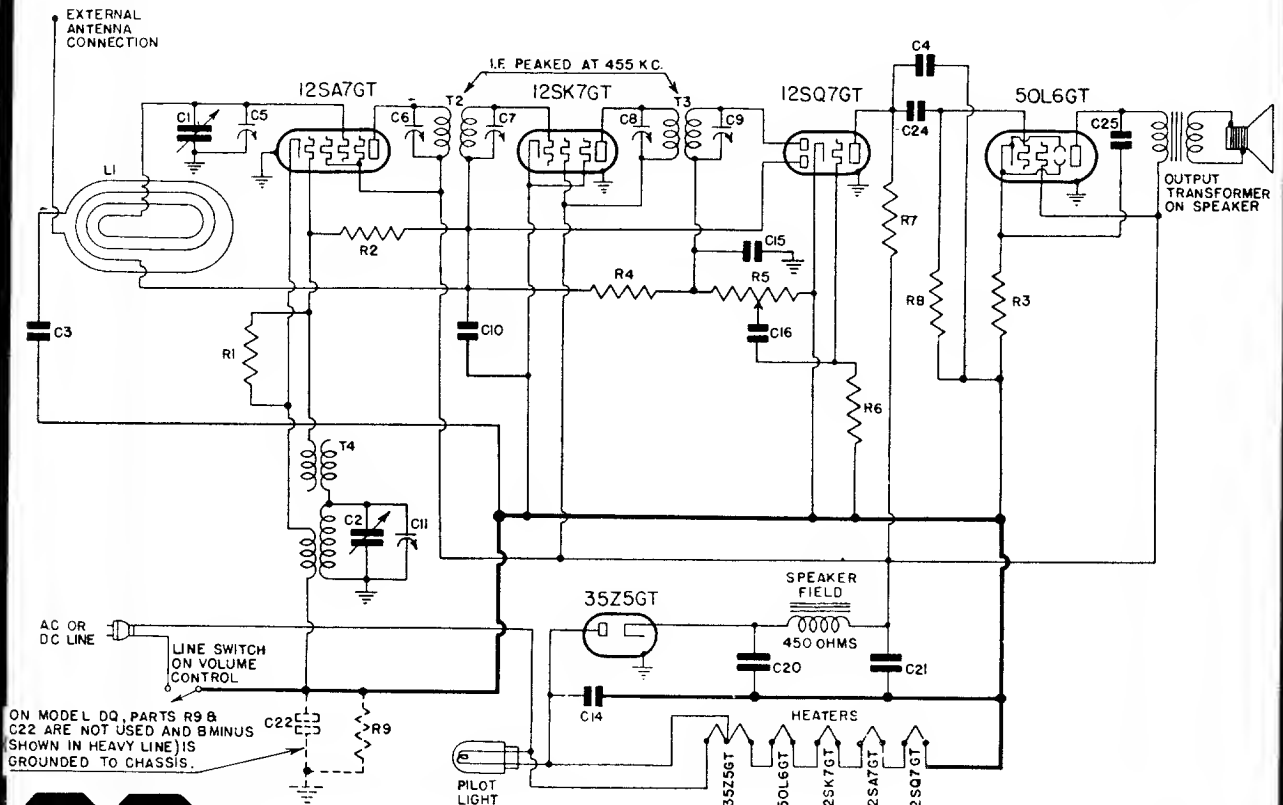 EXTERNAL
ANTENNA
CONNECTION
I.F. PEAKED AT 455 KC.
12SA7GT
T2
12SK7GT
T3
12SQ7GT
C4
50L6GT
C1
C5
C6
C7
C8
C9
C24
C25
L1
OUTPUT
TRANSFORMER
ON SPEAKER
R2
R7
C15
R4
R5
R8
R3
C3
C10
C16
R1
R6
T4
C2
C11
SPEAKER
FIELD
35Z5GT
450 OHMS
AC OR
DC LINE
LINE SWITCH
ON VOLUME
CONTROL
C20
C21
ON MODEL DQ, PARTS R9 &
C22 ARE NOT USED AND B MINUS
(SHOWN IN HEAVY LINE) IS
GROUNDED TO CHASSIS.
C22
R9
C14
HEATERS
PILOT
LIGHT
35Z5GT
50L6GT
2SK7GT
2SA7GT
2SQ7GT